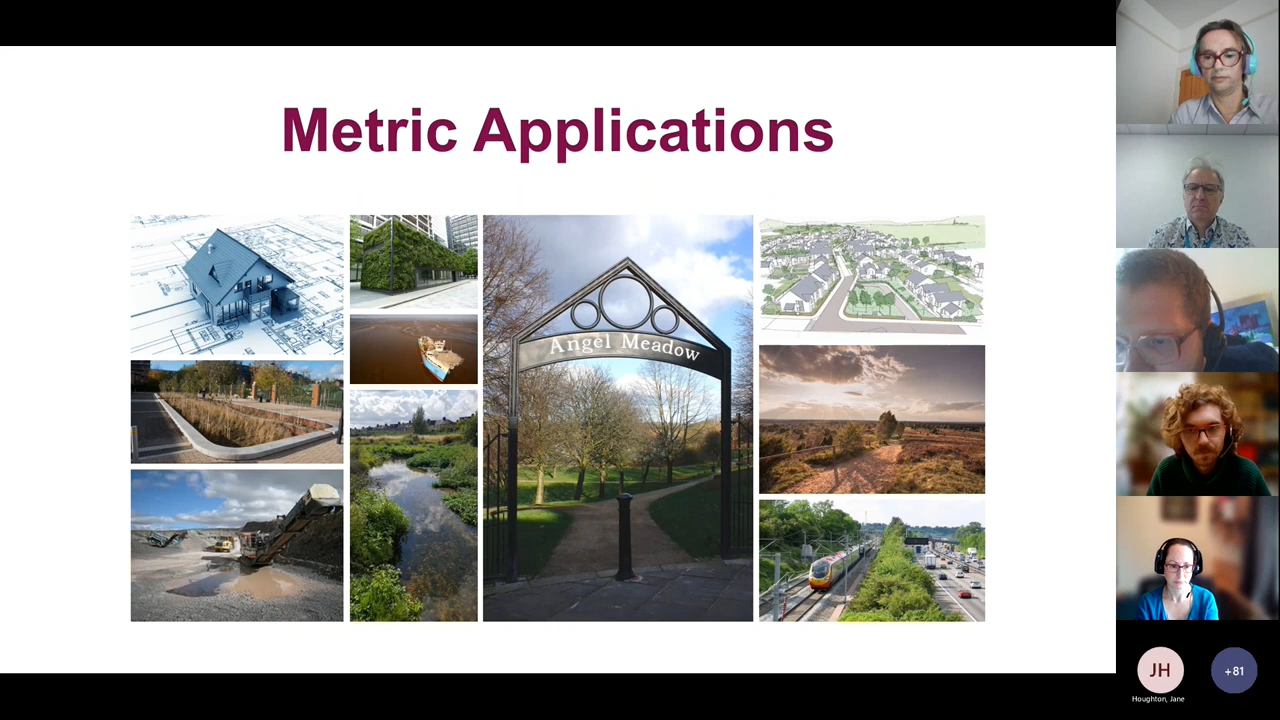 Metric Applications
Angel Meadow
JH
+81
Houghton, Jane